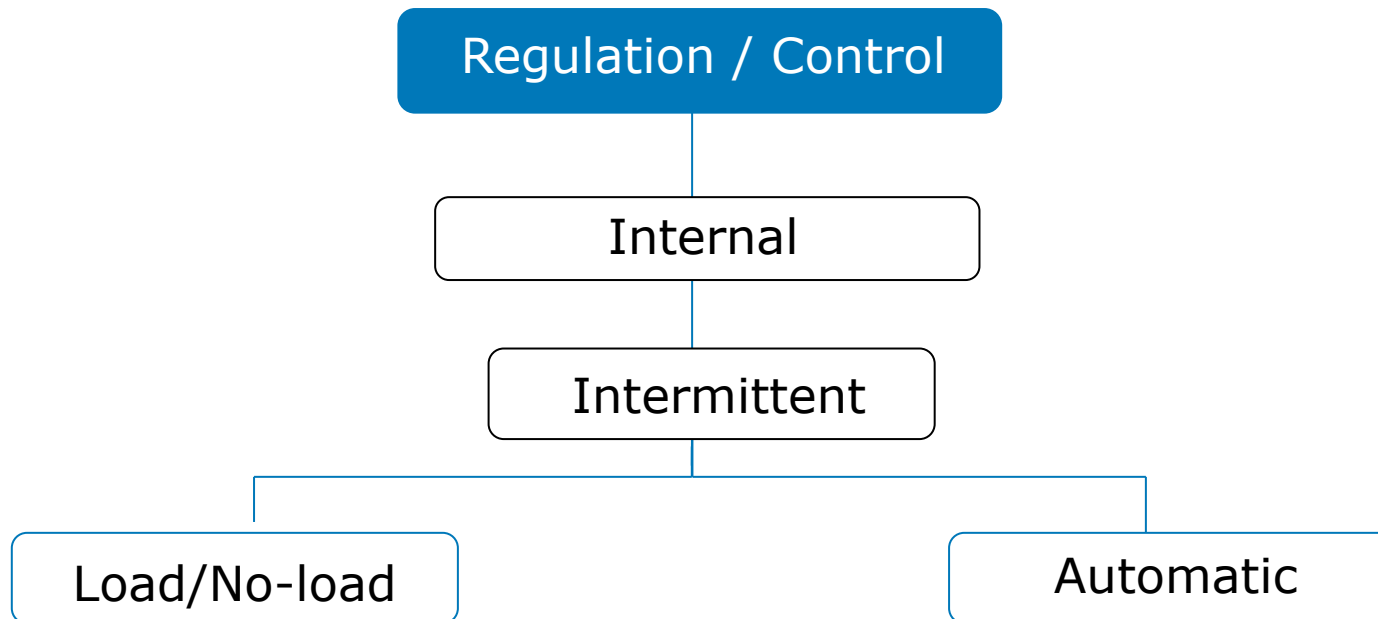 Regulation / Control
Internal
Intermittent
Load/No-load
Automatic